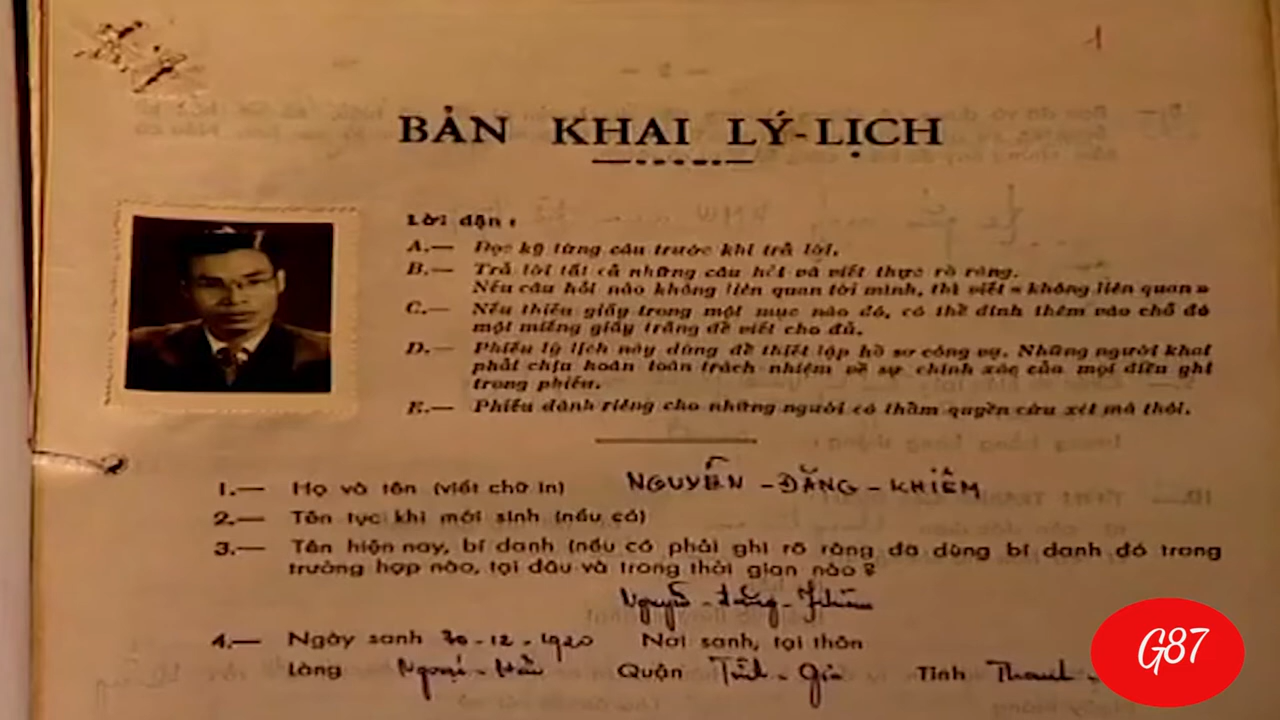 1
BẢN KHAI LÝ-LỊCH
Lời dặn :
A.— Đọc kỹ từng câu trước khi trả lời.
B.— Trả lời tất cả những câu hỏi và viết thực rõ ràng.
Nếu câu hỏi nào không liên quan tới mình, thì viết « không liên quan »
C.— Nếu thiếu giấy trong một mục nào đó, có thể đính thêm vào chỗ đó
một miếng giấy trắng để viết cho đủ.
D.— Phiếu lý lịch này dùng để thiết lập hồ sơ công vụ. Những người khai
phải chịu hoàn toàn trách nhiệm về sự chính xác của mọi điều ghi
trong phiếu.
E.— Phiếu dành riêng cho những người có thẩm quyền cứu xét mà thôi.
1.— Họ và tên (viết chữ in) NGUYỄN - ĐĂNG - KHIÊM
2.— Tên tục khi mới sinh (nếu có)
3.— Tên hiện nay, bí danh (nếu có phải ghi rõ ràng đã dùng bí danh đó trong
trường hợp nào, tại đâu và trong thời gian nào ?
Nguyễn - Đăng - Khiêm
4.— Ngày sanh 30-12-1920 Nơi sanh, tại thôn
Làng Ngoại - Quận Tĩnh - Gia Tỉnh Thanh -
G87